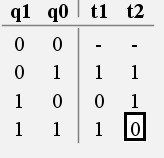 q1 q0 t1 t2
0 0 - -
0 1 1 1
1 0 0 1
1 1 1 0